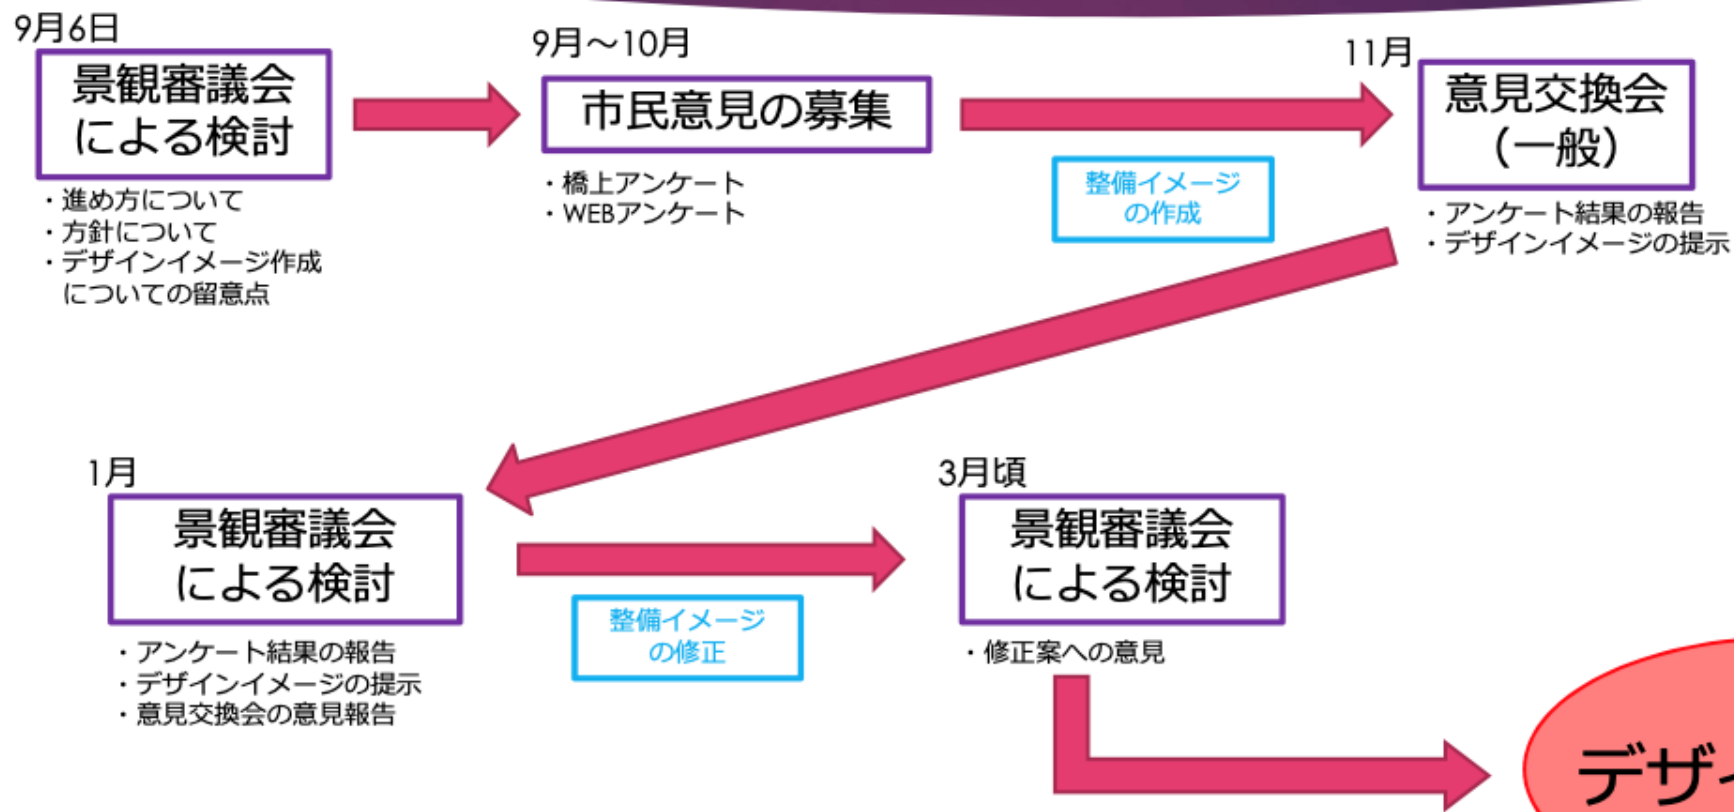 9月6日
景観審議会
による検討
・進め方について
・方針について
・デザインイメージ作成
についての留意点
9月～10月
市民意見の募集
・橋上アンケート
・WEBアンケート
整備イメージ
の作成
11月
意見交換会
（一般）
・アンケート結果の報告
・デザインイメージの提示
1月
景観審議会
による検討
・アンケート結果の報告
・デザインイメージの提示
・意見交換会の意見報告
整備イメージ
の修正
3月頃
景観審議会
による検討
・修正案への意見
デザ